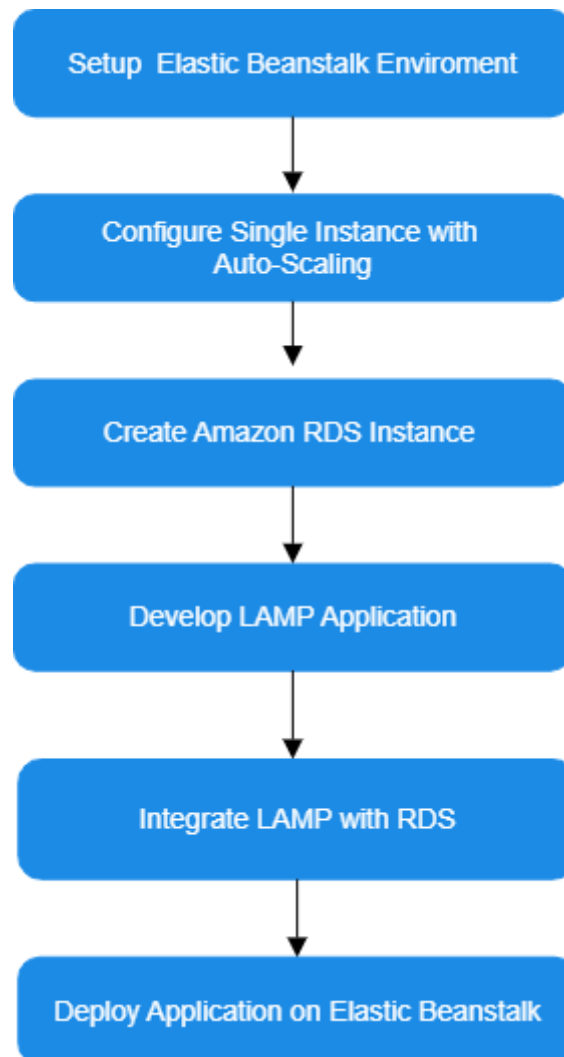 Setup Elastic Beanstalk Enviroment
Configure Single Instance with
Auto-Scaling
Create Amazon RDS Instance
Develop LAMP Application
Integrate LAMP with RDS
Deploy Application on Elastic Beanstalk